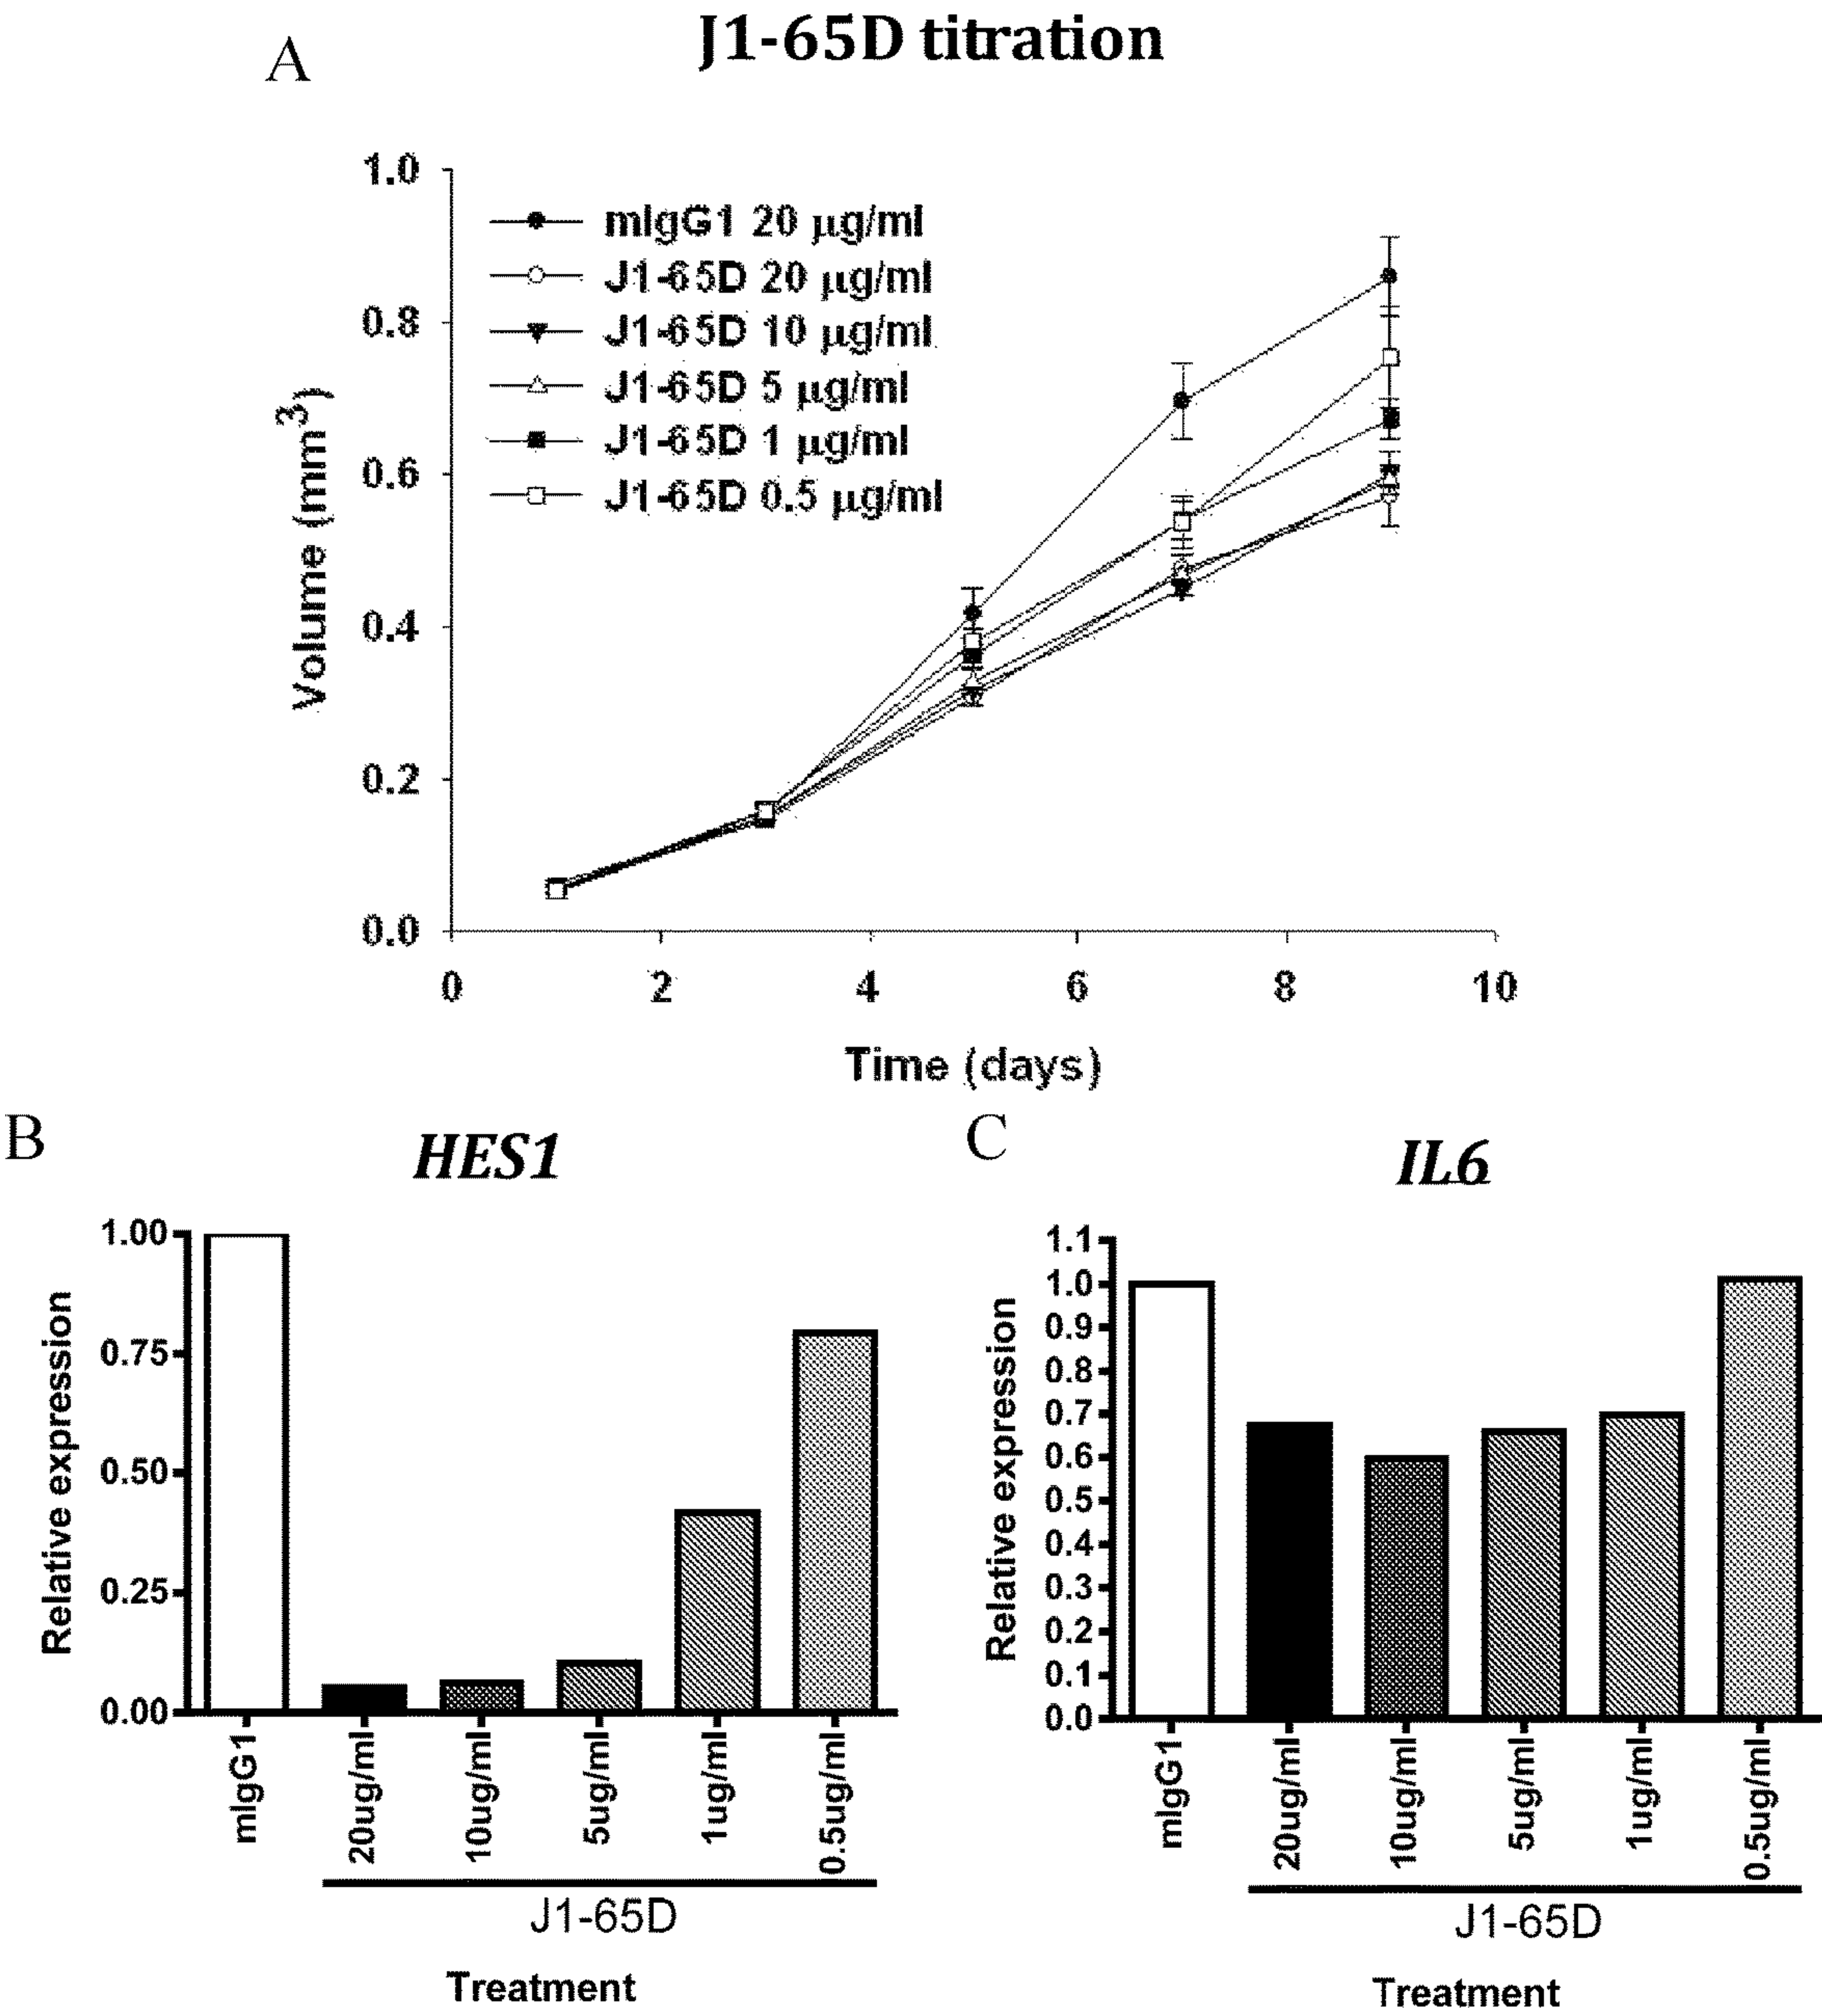 J1-65D titration
A
1.0
0.8
0.6
0.4
0.2
0.0
Volume (mm³)
mIgG1 20 µg/ml
J1-65D 20 µg/ml
J1-65D 10 µg/ml
J1-65D 5 µg/ml
J1-65D 1 µg/ml
J1-65D 0.5 µg/ml
0 2 4 6 8 10
Time (days)
B
HES1
1.00
0.75
0.50
0.25
0.00
Relative expression
mIgG1
20ug/ml
10ug/ml
5ug/ml
1ug/ml
0.5ug/ml
J1-65D
Treatment
C
IL6
1.1
1.0
0.9
0.8
0.7
0.6
0.5
0.4
0.3
0.2
0.1
0.0
Relative expression
mIgG1
20ug/ml
10ug/ml
5ug/ml
1ug/ml
0.5ug/ml
J1-65D
Treatment